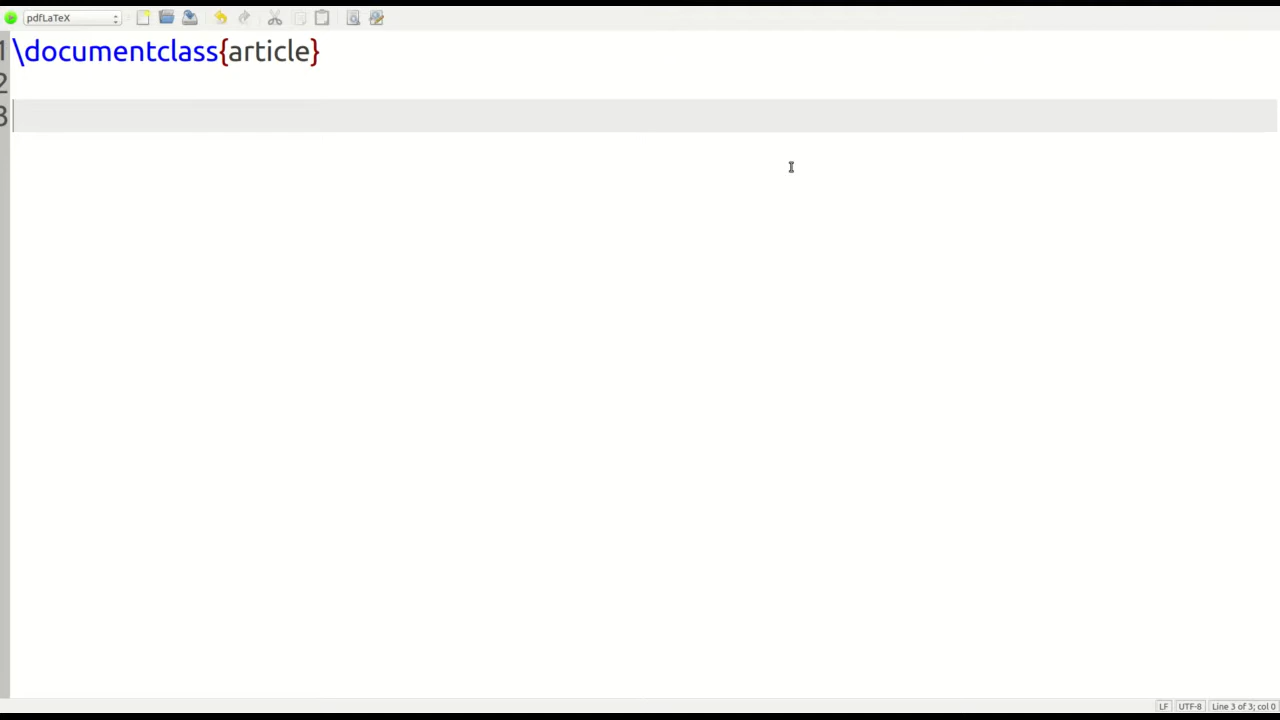 pdfLaTeX
1 \documentclass{article}
2
3
LF UTF-8 Line 3 of 3; col 0